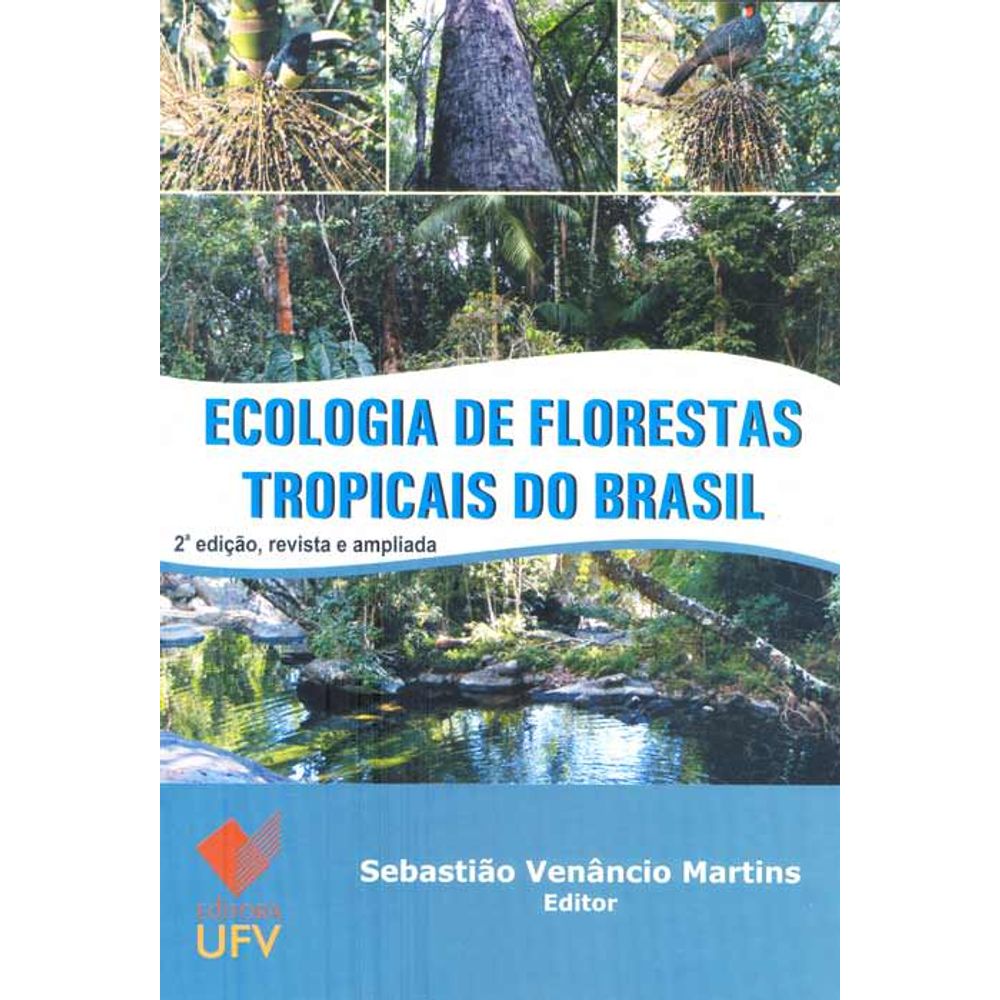 ECOLOGIA DE FLORESTAS
TROPICAIS DO BRASIL
2ª edição, revista e ampliada
Sebastião Venâncio Martins
Editor
EDITORA
UFV